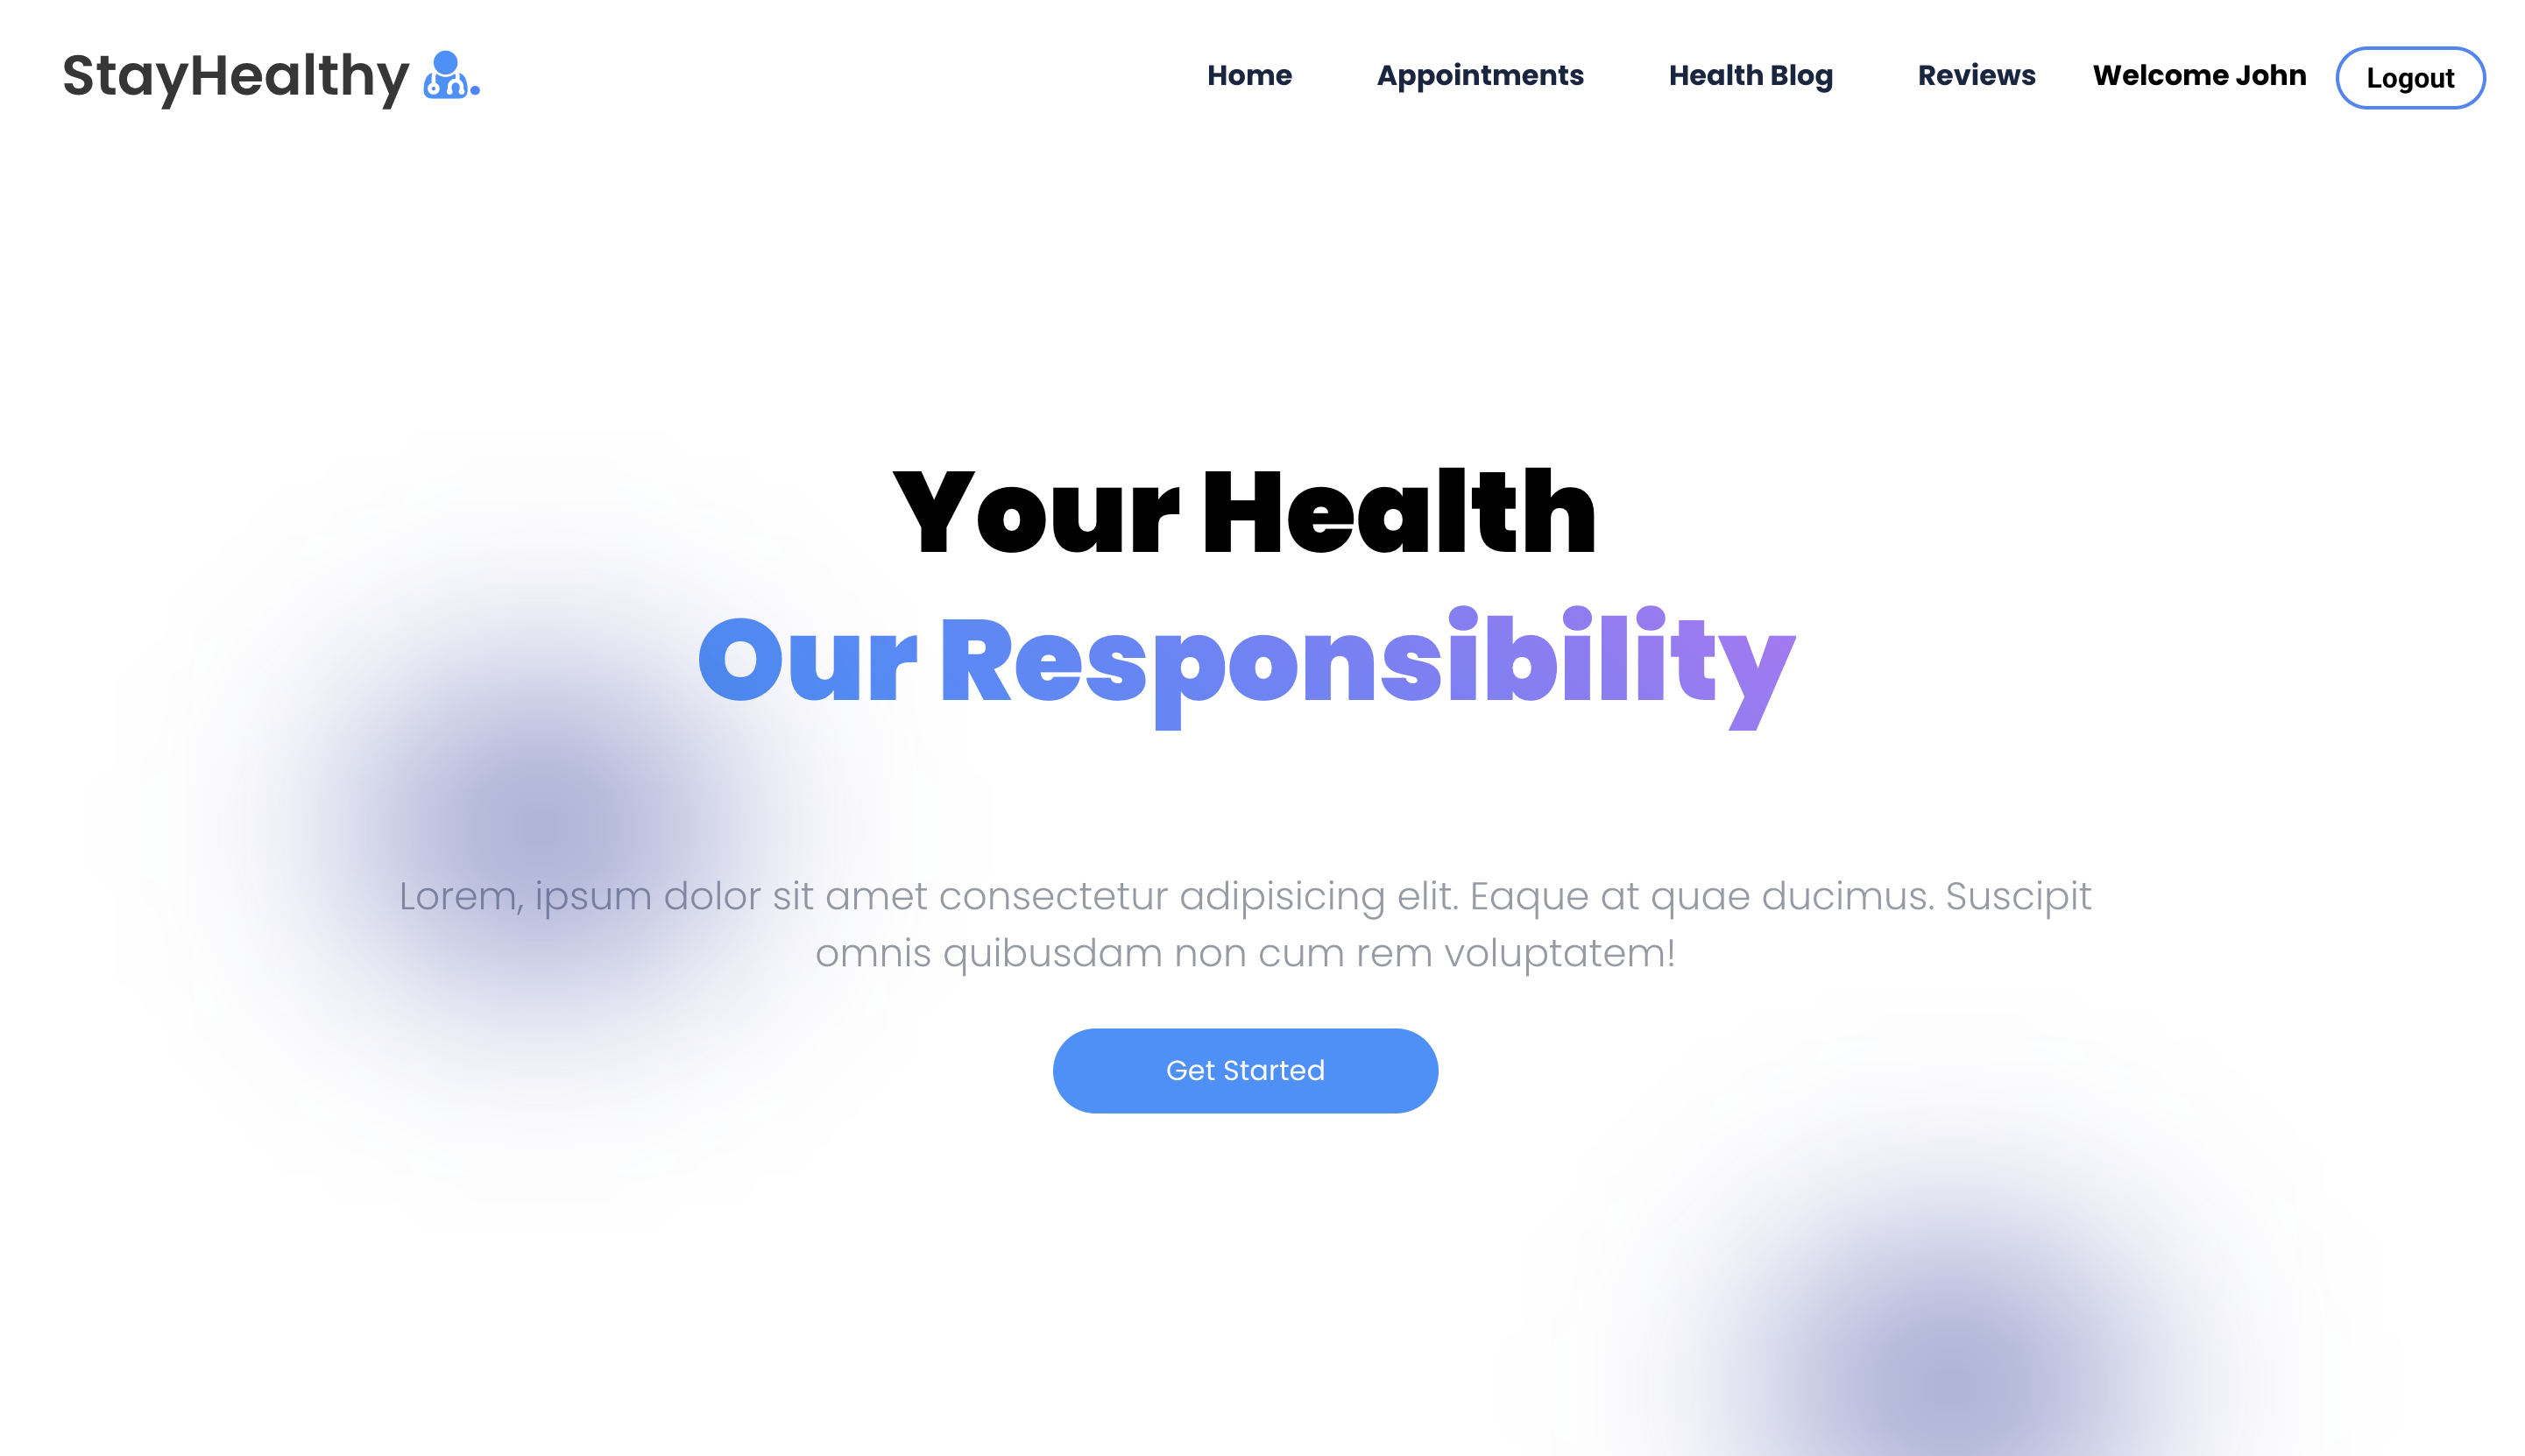 StayHealthy
Home Appointments Health Blog Reviews Welcome John Logout
Your Health
Our Responsibility
Lorem, ipsum dolor sit amet consectetur adipisicing elit. Eaque at quae ducimus. Suscipit
omnis quibusdam non cum rem voluptatem!
Get Started